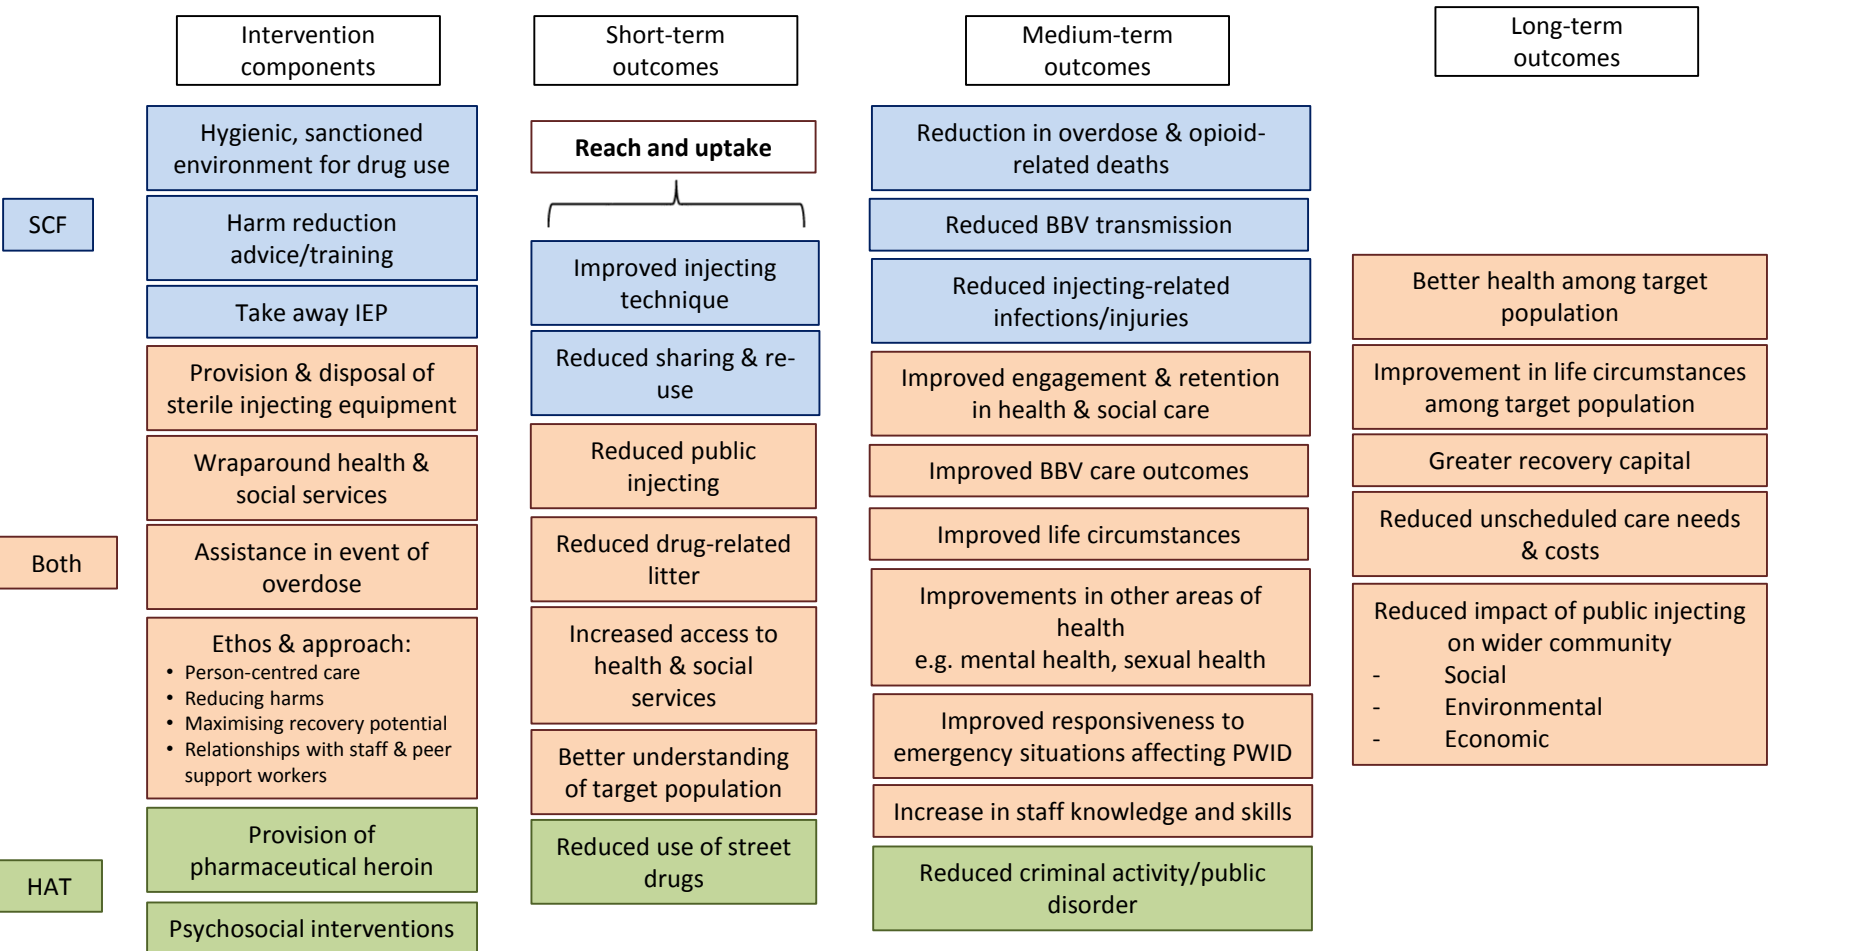 Intervention
components
Short-term
outcomes
Medium-term
outcomes
Long-term
outcomes
SCF
Both
HAT
Hygienic, sanctioned
environment for drug use
Harm reduction
advice/training
Take away IEP
Provision & disposal of
sterile injecting equipment
Wraparound health &
social services
Assistance in event of
overdose
Ethos & approach:
• Person-centred care
• Reducing harms
• Maximising recovery potential
• Relationships with staff & peer
support workers
Provision of
pharmaceutical heroin
Psychosocial interventions
Reach and uptake
Improved injecting
technique
Reduced sharing & re-
use
Reduced public
injecting
Reduced drug-related
litter
Increased access to
health & social
services
Better understanding
of target population
Reduced use of street
drugs
Reduction in overdose & opioid-
related deaths
Reduced BBV transmission
Reduced injecting-related
infections/injuries
Improved engagement & retention
in health & social care
Improved BBV care outcomes
Improved life circumstances
Improvements in other areas of
health
e.g. mental health, sexual health
Improved responsiveness to
emergency situations affecting PWID
Increase in staff knowledge and skills
Reduced criminal activity/public
disorder
Better health among target
population
Improvement in life circumstances
among target population
Greater recovery capital
Reduced unscheduled care needs
& costs
Reduced impact of public injecting
on wider community
- Social
- Environmental
- Economic